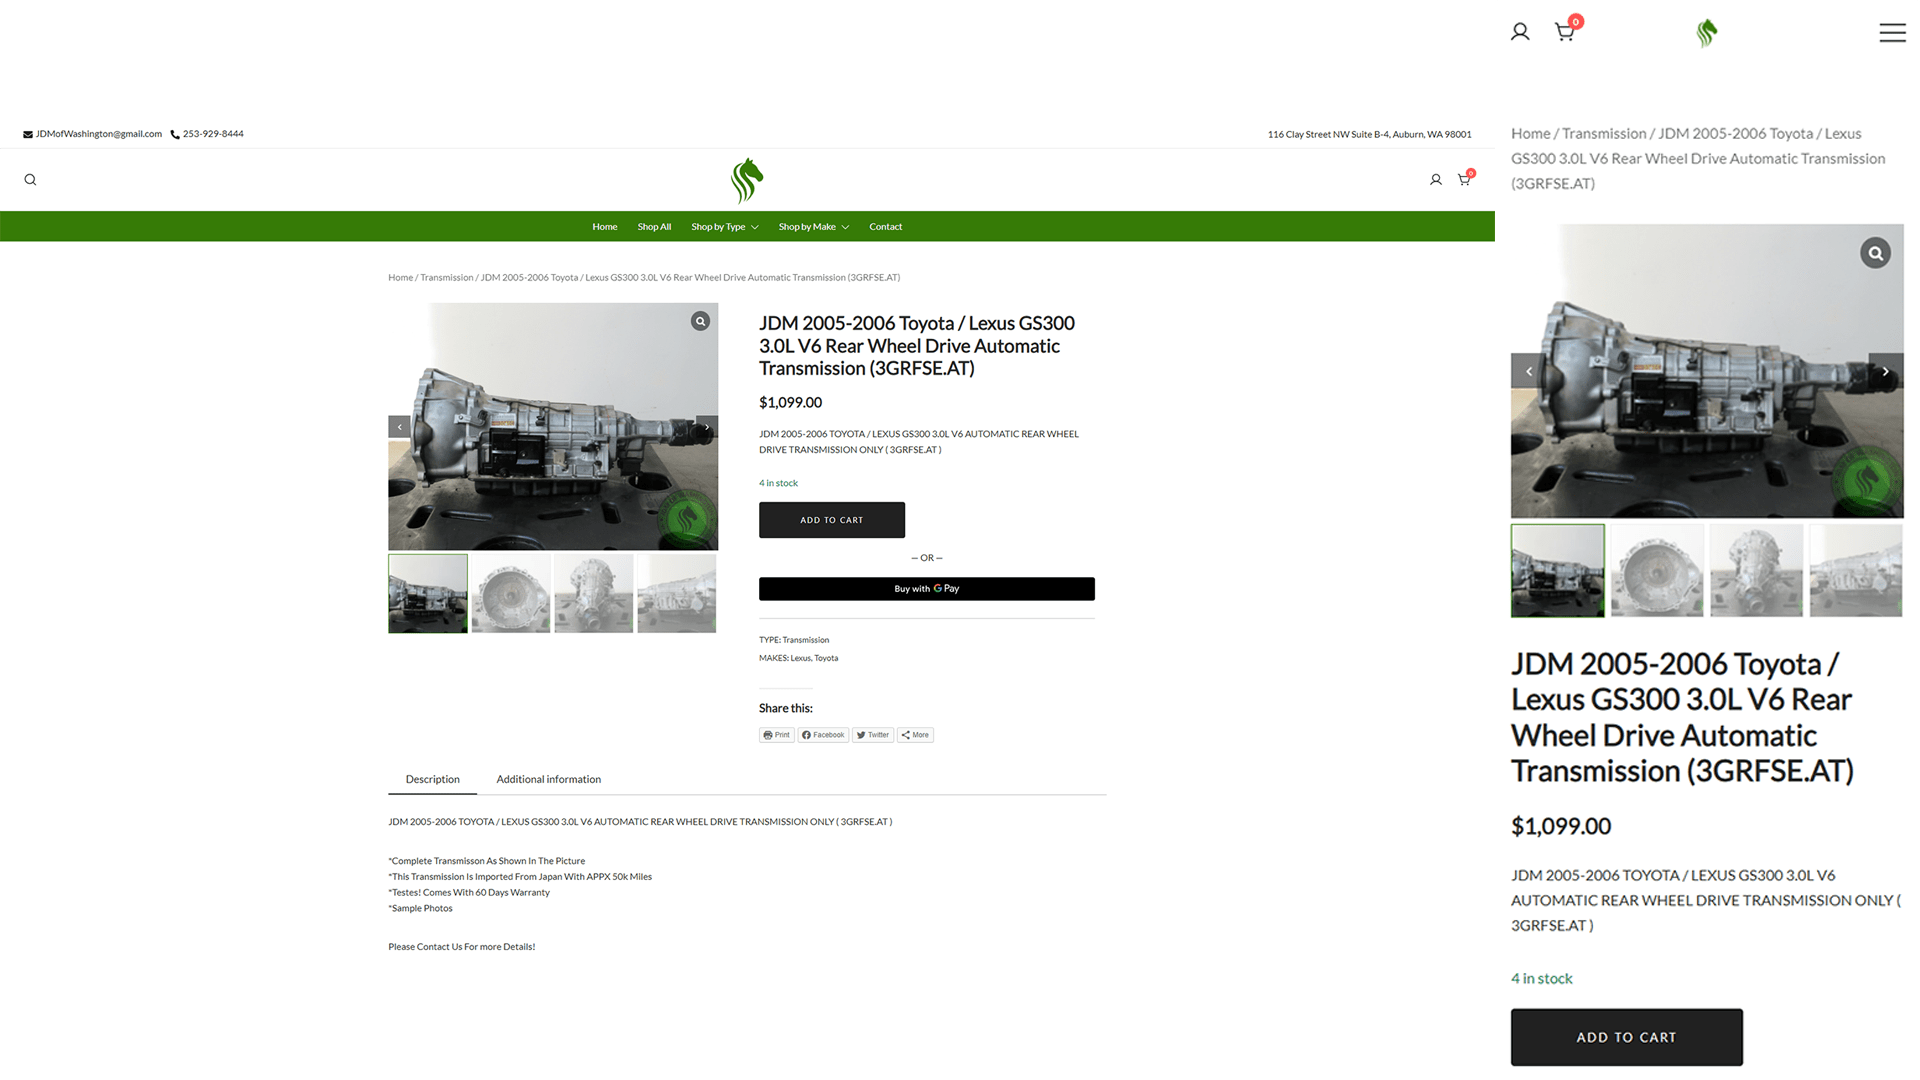 JDMofWashington@gmail.com 253-929-8444
116 Clay Street NW Suite B-4, Auburn, WA 98001
0
Home Shop All Shop by Type Shop by Make Contact
Home / Transmission / JDM 2005-2006 Toyota / Lexus GS300 3.0L V6 Rear Wheel Drive Automatic Transmission (3GRFSE.AT)
JDM 2005-2006 Toyota / Lexus GS300
3.0L V6 Rear Wheel Drive Automatic
Transmission (3GRFSE.AT)
$1,099.00
JDM 2005-2006 TOYOTA / LEXUS GS300 3.0L V6 AUTOMATIC REAR WHEEL
DRIVE TRANSMISSION ONLY ( 3GRFSE.AT )
4 in stock
ADD TO CART
— OR —
Buy with G Pay
TYPE: Transmission
MAKES: Lexus, Toyota
Share this:
Print Facebook Twitter More
Description Additional information
JDM 2005-2006 TOYOTA / LEXUS GS300 3.0L V6 AUTOMATIC REAR WHEEL DRIVE TRANSMISSION ONLY ( 3GRFSE.AT )
*Complete Transmisson As Shown In The Picture
*This Transmission Is Imported From Japan With APPX 50k Miles
*Testes! Comes With 60 Days Warranty
*Sample Photos
Please Contact Us For more Details!
0
Home / Transmission / JDM 2005-2006 Toyota / Lexus
GS300 3.0L V6 Rear Wheel Drive Automatic Transmission
(3GRFSE.AT)
JDM 2005-2006 Toyota /
Lexus GS300 3.0L V6 Rear
Wheel Drive Automatic
Transmission (3GRFSE.AT)
$1,099.00
JDM 2005-2006 TOYOTA / LEXUS GS300 3.0L V6
AUTOMATIC REAR WHEEL DRIVE TRANSMISSION ONLY (
3GRFSE.AT )
4 in stock
ADD TO CART